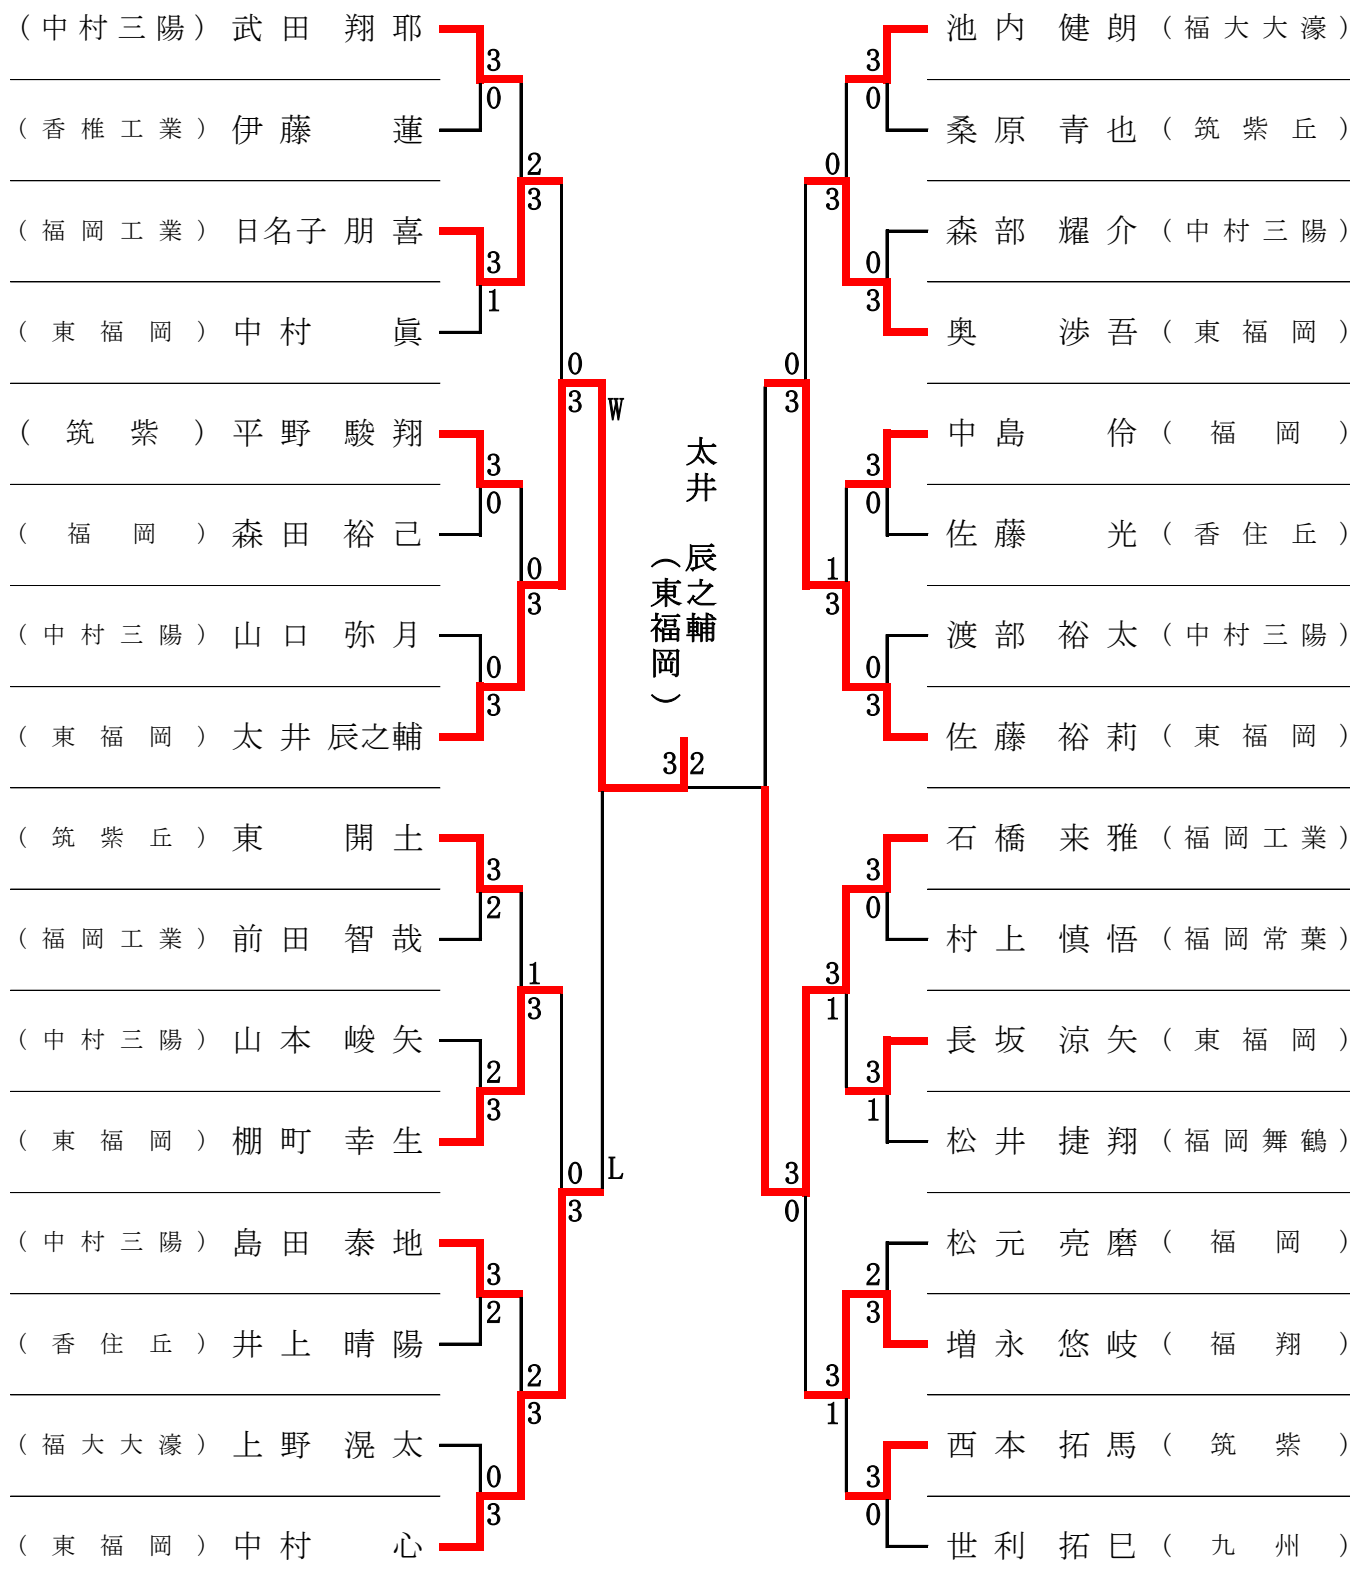 (中村三陽) 武田 翔耶
3
0
(香椎工業) 伊藤 蓮
2
3
(福岡工業) 日名子 朋喜
3
1
(東福岡) 中村 眞
0
3
W
(筑紫) 平野 駿翔
3
0
(福岡) 森田 裕己
0
3
(中村三陽) 山口 弥月
0
3
(東福岡) 太井 辰之輔
(筑紫丘) 東 開士
3
2
(福岡工業) 前田 智哉
1
3
(中村三陽) 山本 峻矢
2
3
(東福岡) 棚町 幸生
0
3
L
(中村三陽) 島田 泰地
3
2
(香住丘) 井上 晴陽
2
3
(福大大濠) 上野 滉太
0
3
(東福岡) 中村 心
太井 辰之輔
(東福岡)
3 2
池内 健朗 (福大大濠)
3
0
桑原 青也 (筑紫丘)
0
3
森部 耀介 (中村三陽)
0
3
奥 渉吾 (東福岡)
0
3
中島 伶 (福岡)
3
0
佐藤 光 (香住丘)
1
3
渡部 裕太 (中村三陽)
0
3
佐藤 裕莉 (東福岡)
石橋 来雅 (福岡工業)
3
0
村上 慎悟 (福岡常葉)
3
1
長坂 涼矢 (東福岡)
3
1
松井 捷翔 (福岡舞鶴)
3
0
松元 亮磨 (福岡)
2
3
増永 悠岐 (福翔)
3
1
西本 拓馬 (筑紫)
3
0
世利 拓巳 (九州)